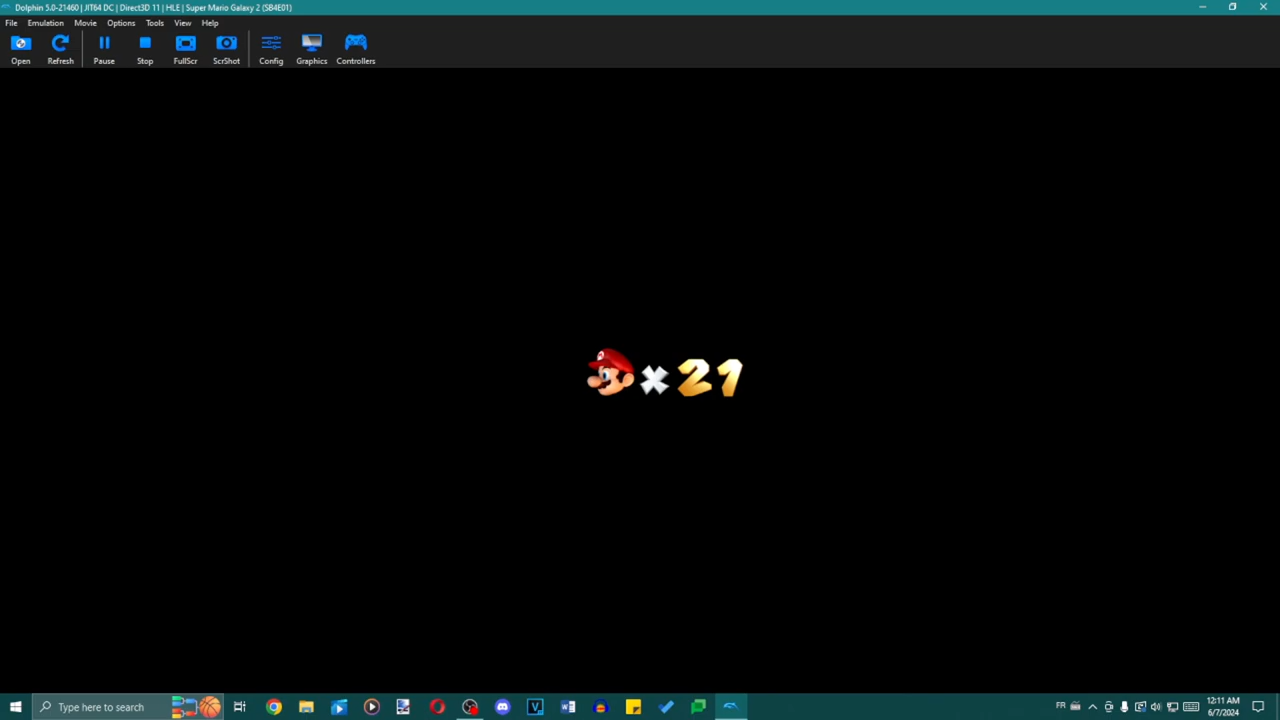 Dolphin 5.0-21460 | JIT64 DC | Direct3D 11 | HLE | Super Mario Galaxy 2 (SB4E01)
File Emulation Movie Options Tools View Help
Open Refresh Pause Stop FullScr ScrShot Config Graphics Controllers
x 21
Type here to search
FR
12:11 AM
6/7/2024